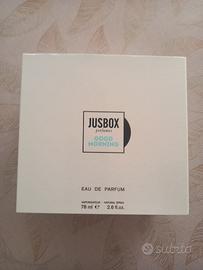 JUSBOX
perfumes
GOOD
MORNING
EAU DE PARFUM
VAPORISATEUR - NATURAL SPRAY
78 ml ℮ 2.6 fl.oz.
subito